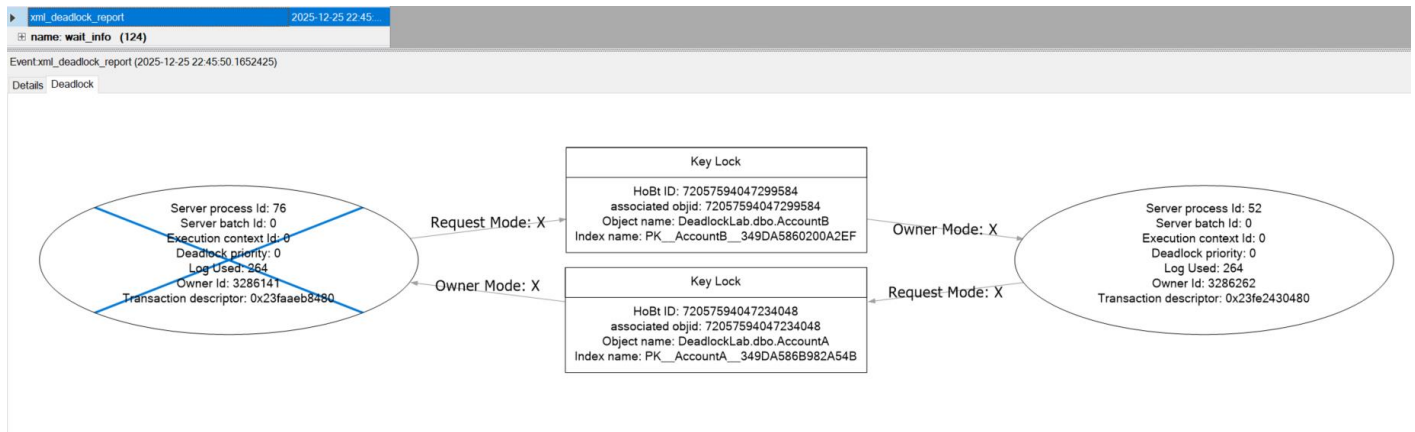 xml_deadlock_report 2025-12-25 22:45:...
name: wait_info (124)
Event:xml_deadlock_report (2025-12-25 22:45:50.1652425)
Details Deadlock
Server process Id: 76
Server batch Id: 0
Execution context Id: 0
Deadlock priority: 0
Log Used: 264
Owner Id: 3286141
Transaction descriptor: 0x23faaeb8480
Request Mode: X
Owner Mode: X
Key Lock
HoBt ID: 72057594047299584
associated objid: 72057594047299584
Object name: DeadlockLab.dbo.AccountB
Index name: PK__AccountB__349DA5860200A2EF
Key Lock
HoBt ID: 72057594047234048
associated objid: 72057594047234048
Object name: DeadlockLab.dbo.AccountA
Index name: PK__AccountA__349DA586B982A54B
Owner Mode: X
Request Mode: X
Server process Id: 52
Server batch Id: 0
Execution context Id: 0
Deadlock priority: 0
Log Used: 264
Owner Id: 3286262
Transaction descriptor: 0x23fe2430480